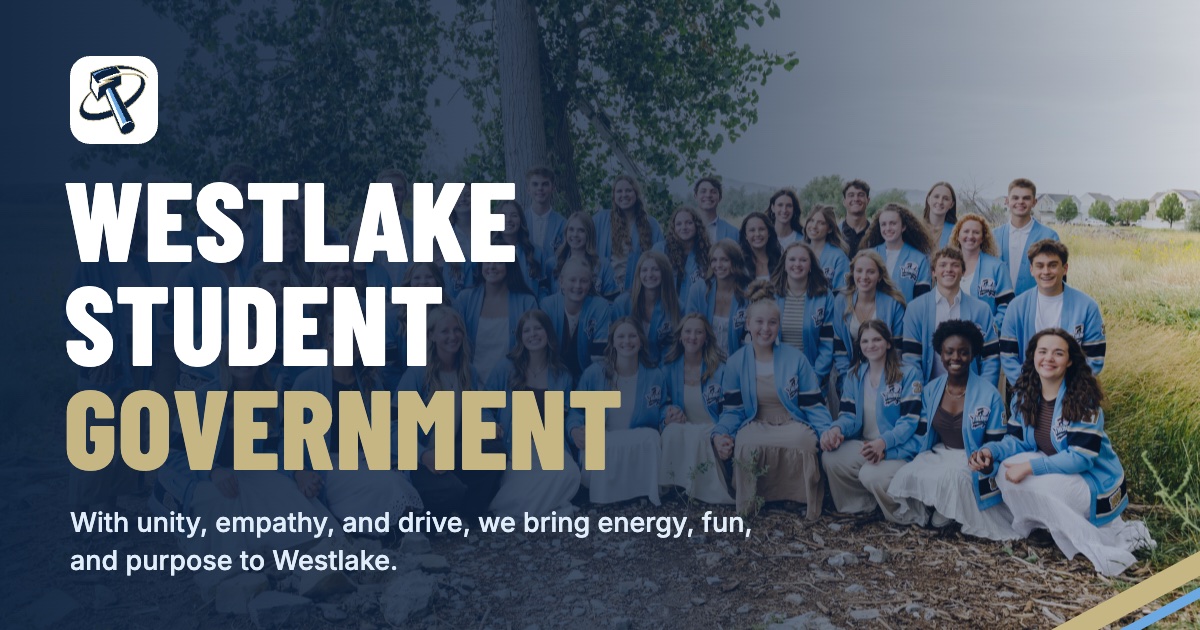 WESTLAKE
STUDENT
GOVERNMENT
With unity, empathy, and drive, we bring energy, fun,
and purpose to Westlake.